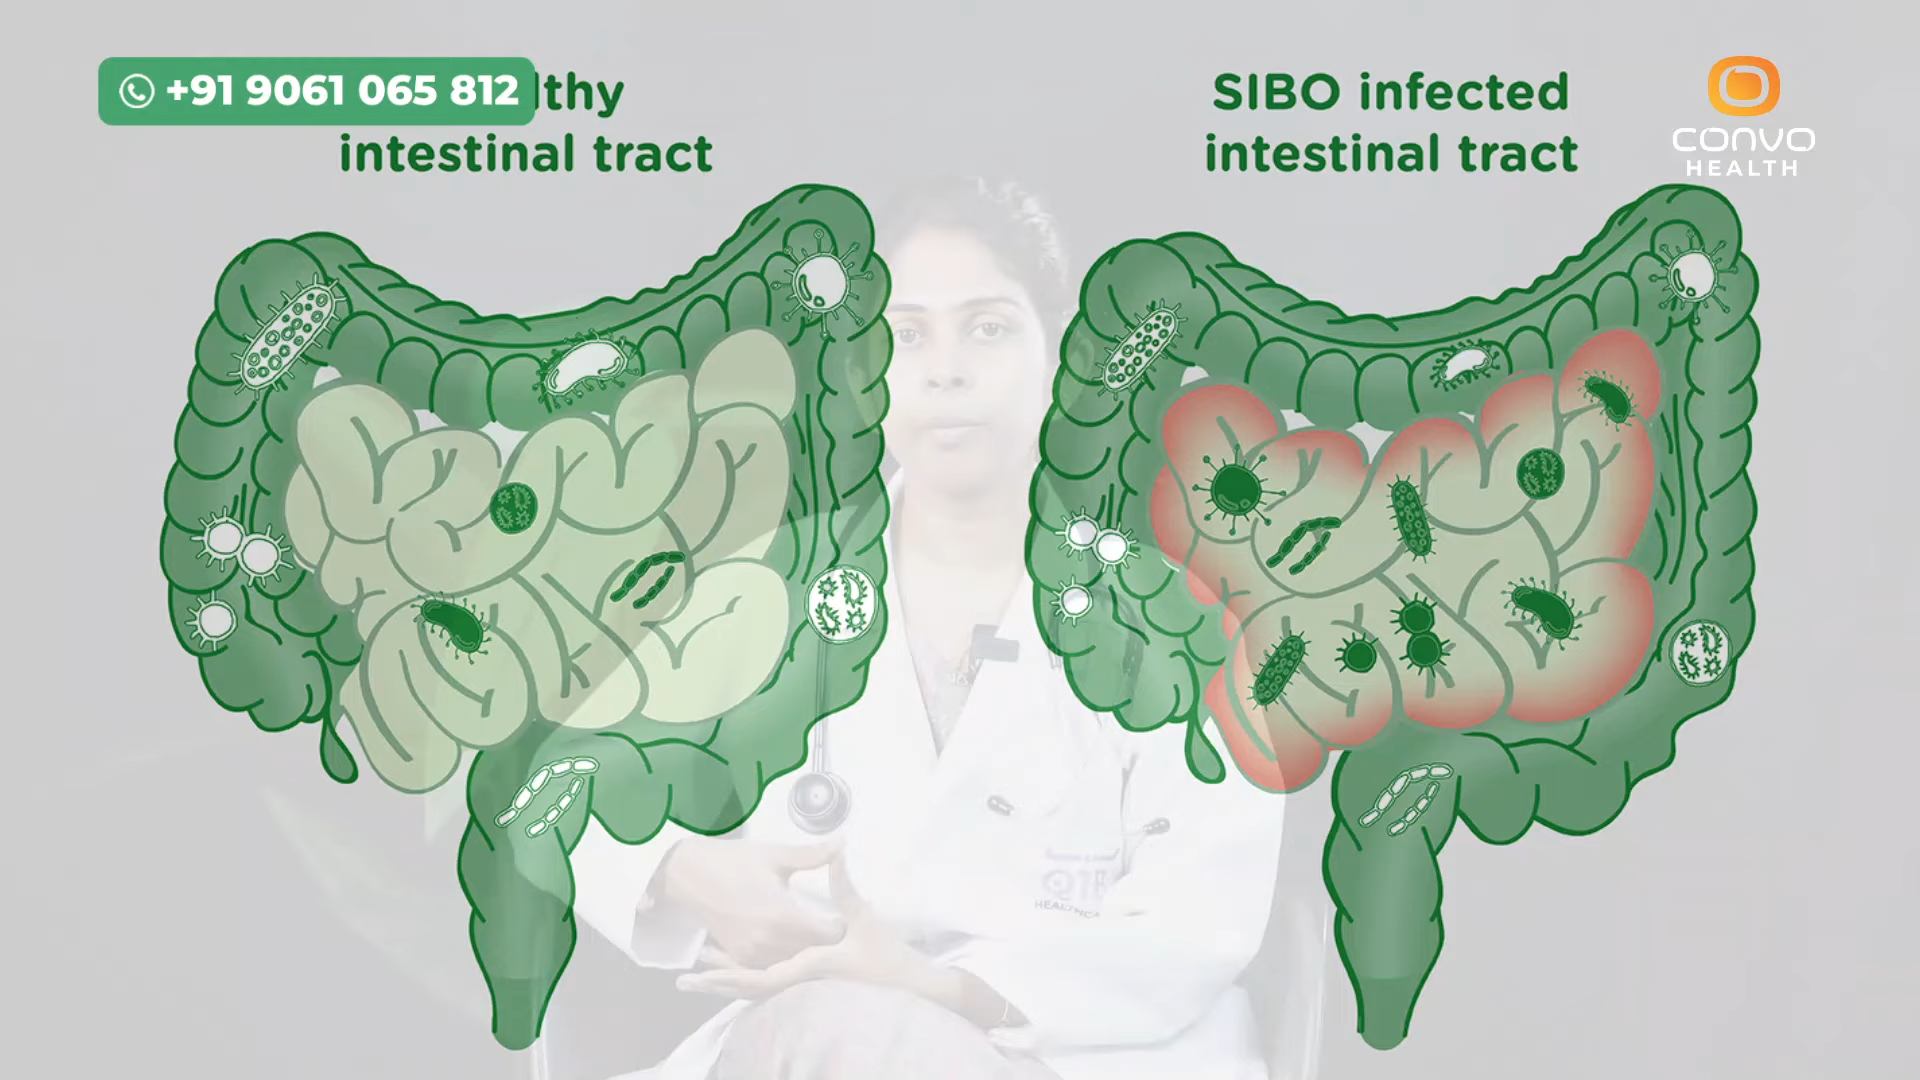 +91 9061 065 812
lthy
intestinal tract
SIBO infected
intestinal tract
CONVO
HEALTH